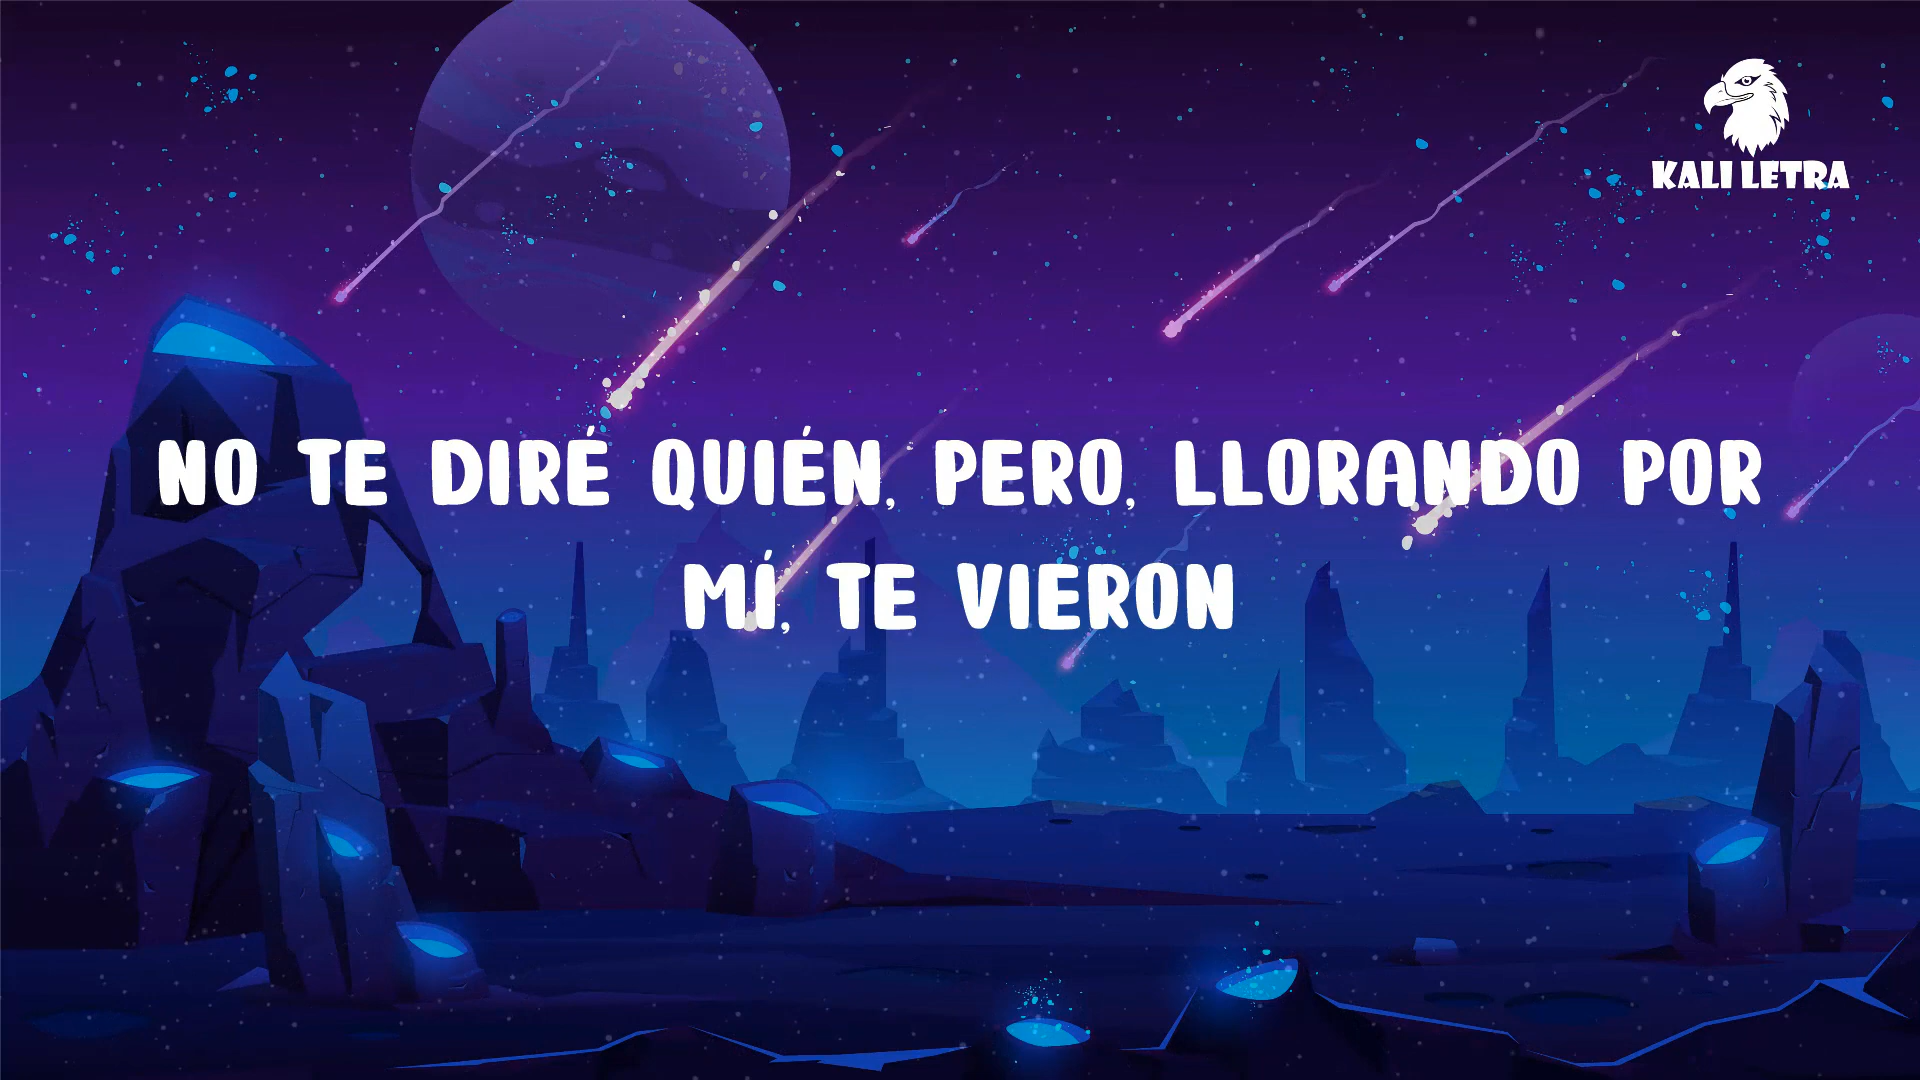 KALI LETRA
NO TE DIRÉ QUIÉN, PERO, LLORANDO POR
MÍ, TE VIERON